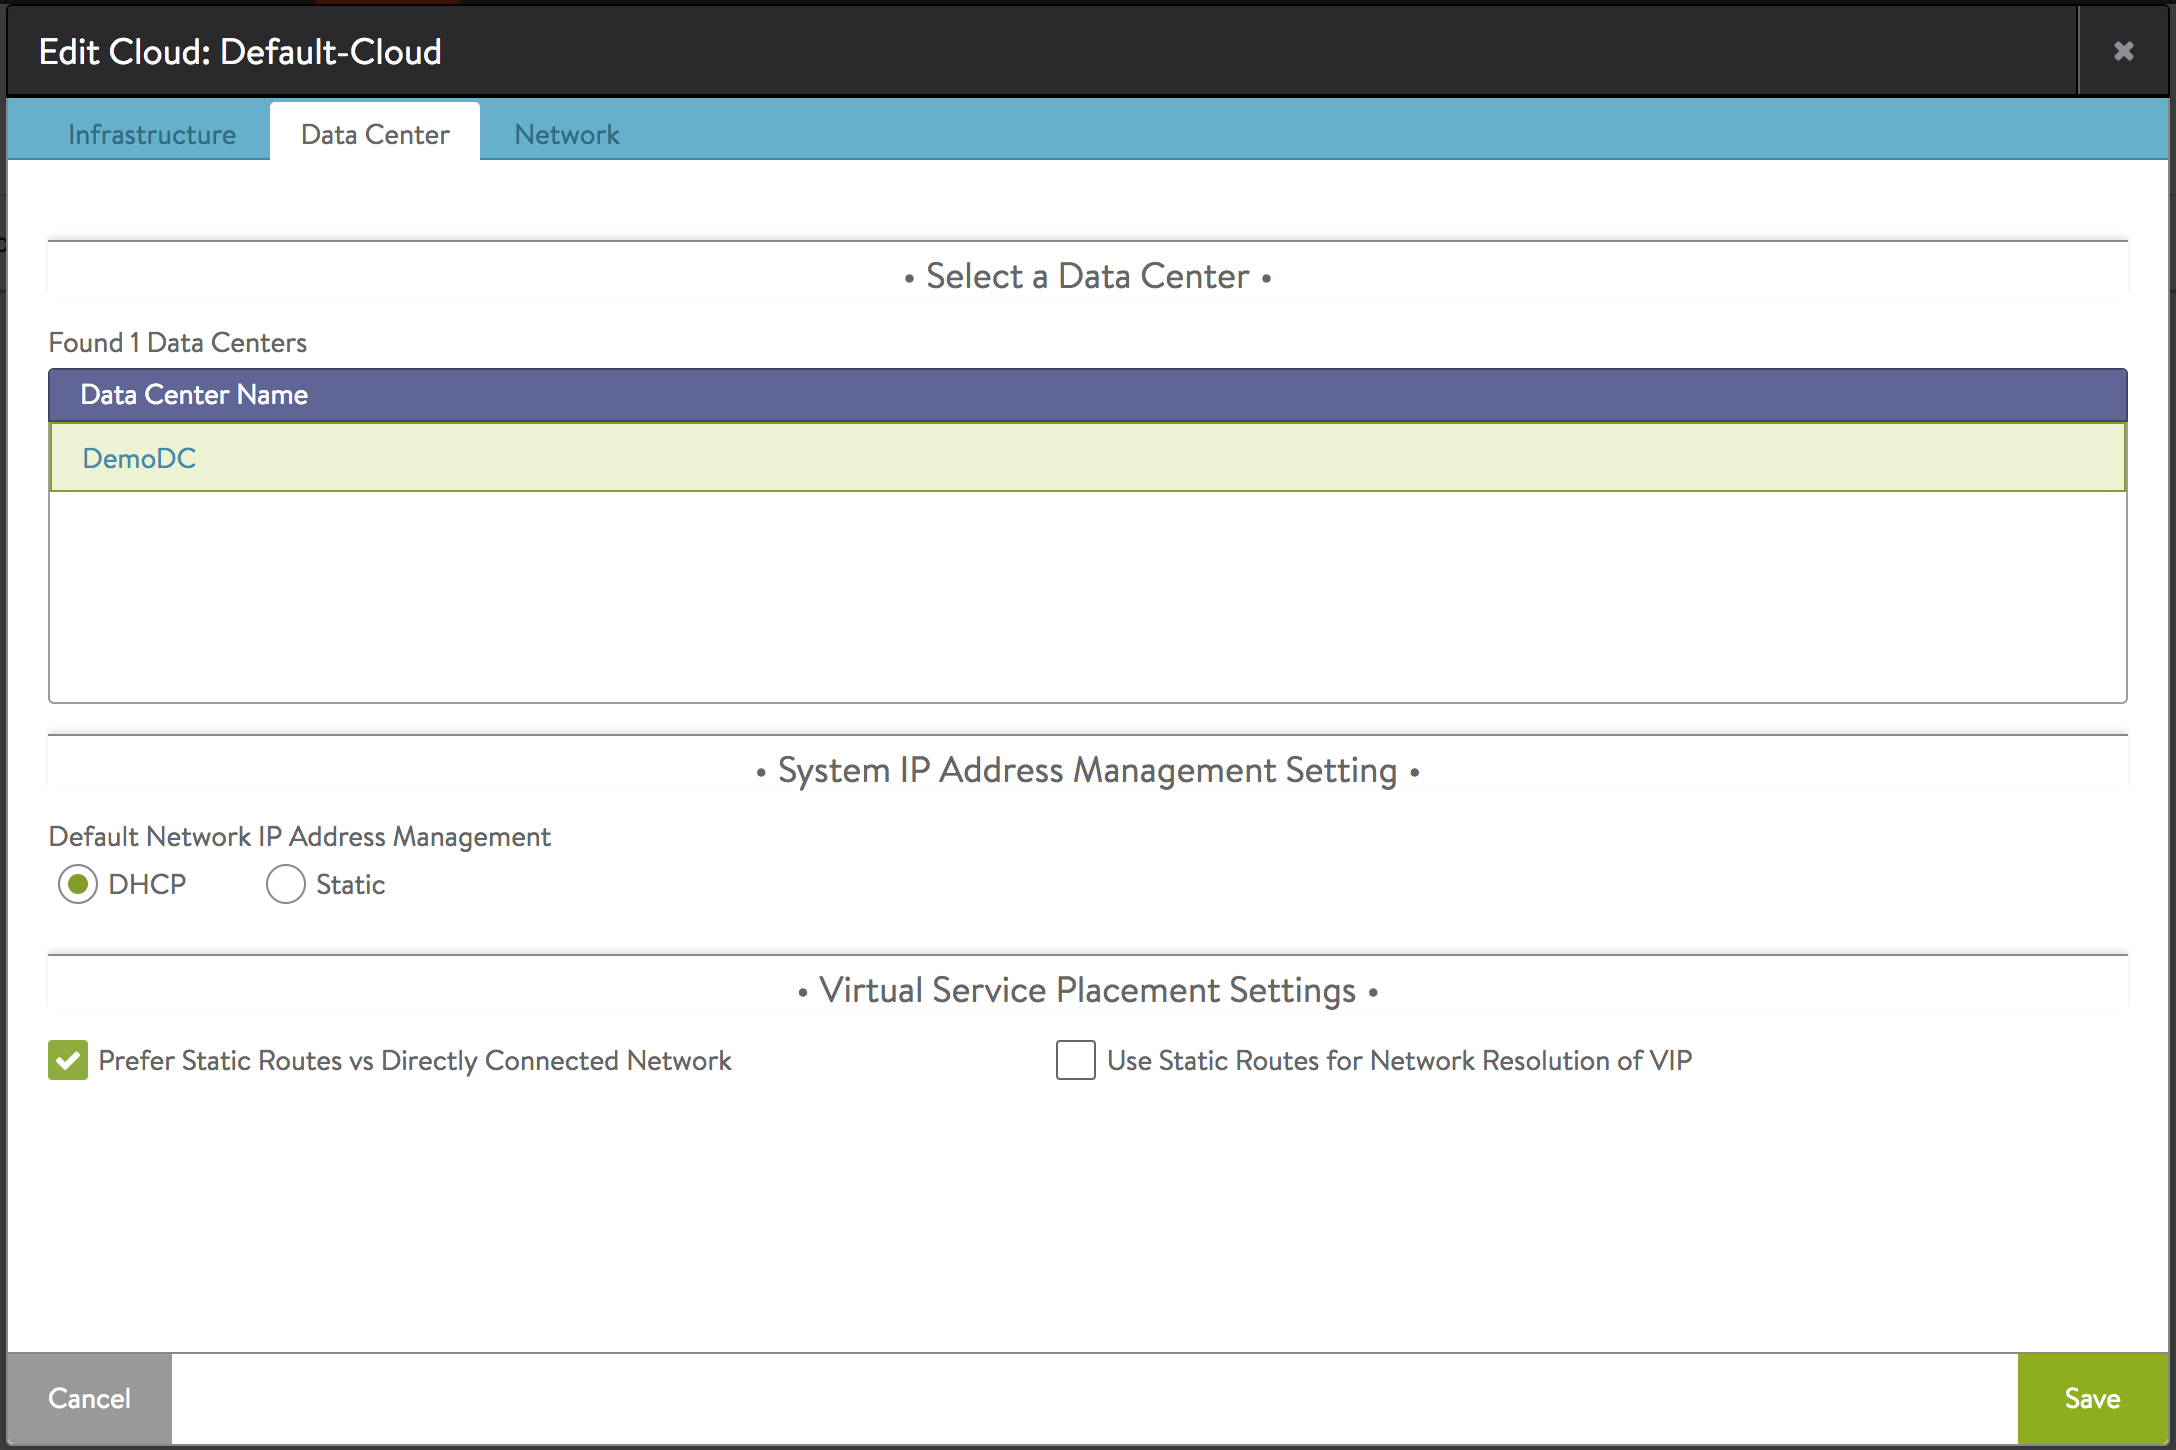 Edit Cloud: Default-Cloud
Infrastructure
Data Center
Network
• Select a Data Center •
Found 1 Data Centers
Data Center Name
DemoDC
• System IP Address Management Setting •
Default Network IP Address Management
DHCP
Static
• Virtual Service Placement Settings •
Prefer Static Routes vs Directly Connected Network
Use Static Routes for Network Resolution of VIP
Cancel
Save